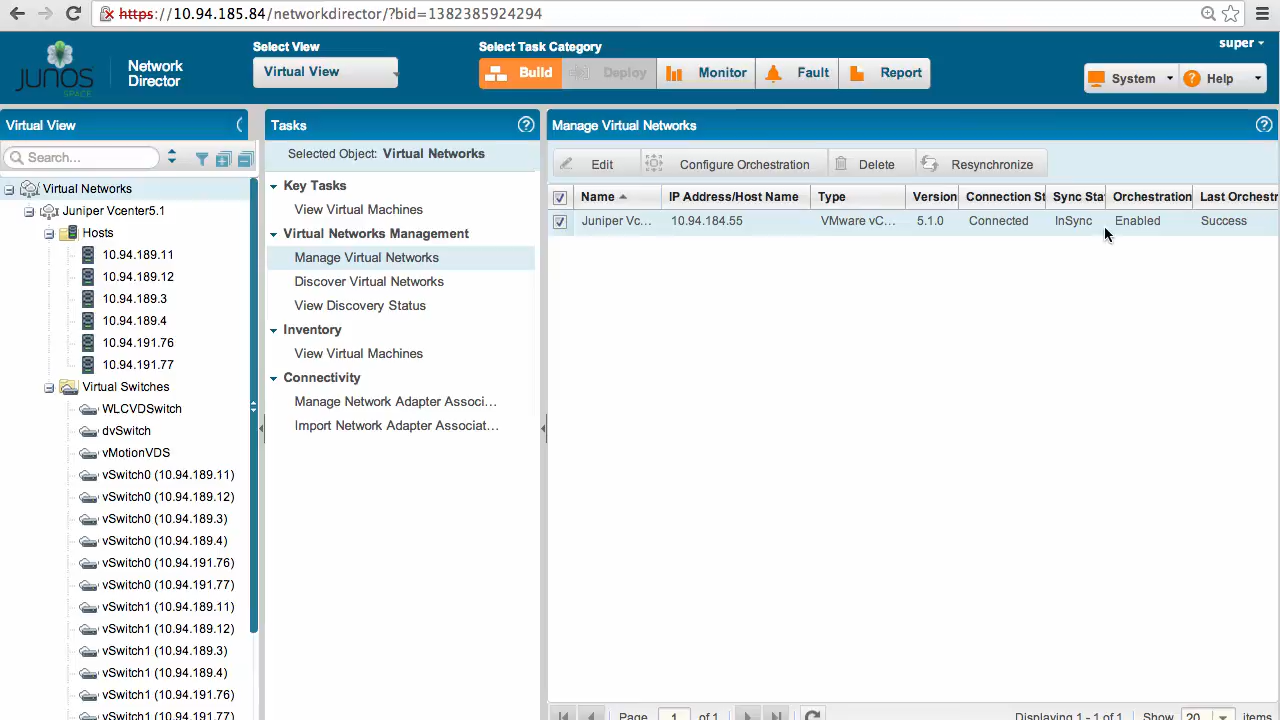 https://10.94.185.84/networkdirector/?bid=1382385924294
JUNOS
SPACE
Network
Director
Select View
Virtual View
Select Task Category
Build
Deploy
Monitor
Fault
Report
super
System
Help
Virtual View
Search...
Virtual Networks
Juniper Vcenter5.1
Hosts
10.94.189.11
10.94.189.12
10.94.189.3
10.94.189.4
10.94.191.76
10.94.191.77
Virtual Switches
WLCVDSwitch
dvSwitch
vMotionVDS
vSwitch0 (10.94.189.11)
vSwitch0 (10.94.189.12)
vSwitch0 (10.94.189.3)
vSwitch0 (10.94.189.4)
vSwitch0 (10.94.191.76)
vSwitch0 (10.94.191.77)
vSwitch1 (10.94.189.11)
vSwitch1 (10.94.189.12)
vSwitch1 (10.94.189.3)
vSwitch1 (10.94.189.4)
vSwitch1 (10.94.191.76)
vSwitch1 (10.94.191.77)
Tasks
Selected Object: Virtual Networks
Key Tasks
View Virtual Machines
Virtual Networks Management
Manage Virtual Networks
Discover Virtual Networks
View Discovery Status
Inventory
View Virtual Machines
Connectivity
Manage Network Adapter Associ...
Import Network Adapter Associat...
Manage Virtual Networks
Edit
Configure Orchestration
Delete
Resynchronize
Name IP Address/Host Name Type Version Connection St Sync Stat Orchestration Last Orchestr
Juniper Vc... 10.94.184.55 VMware vC... 5.1.0 Connected InSync Enabled Success
Page 1 of 1
Displaying 1 - 1 of 1 Show 20 items